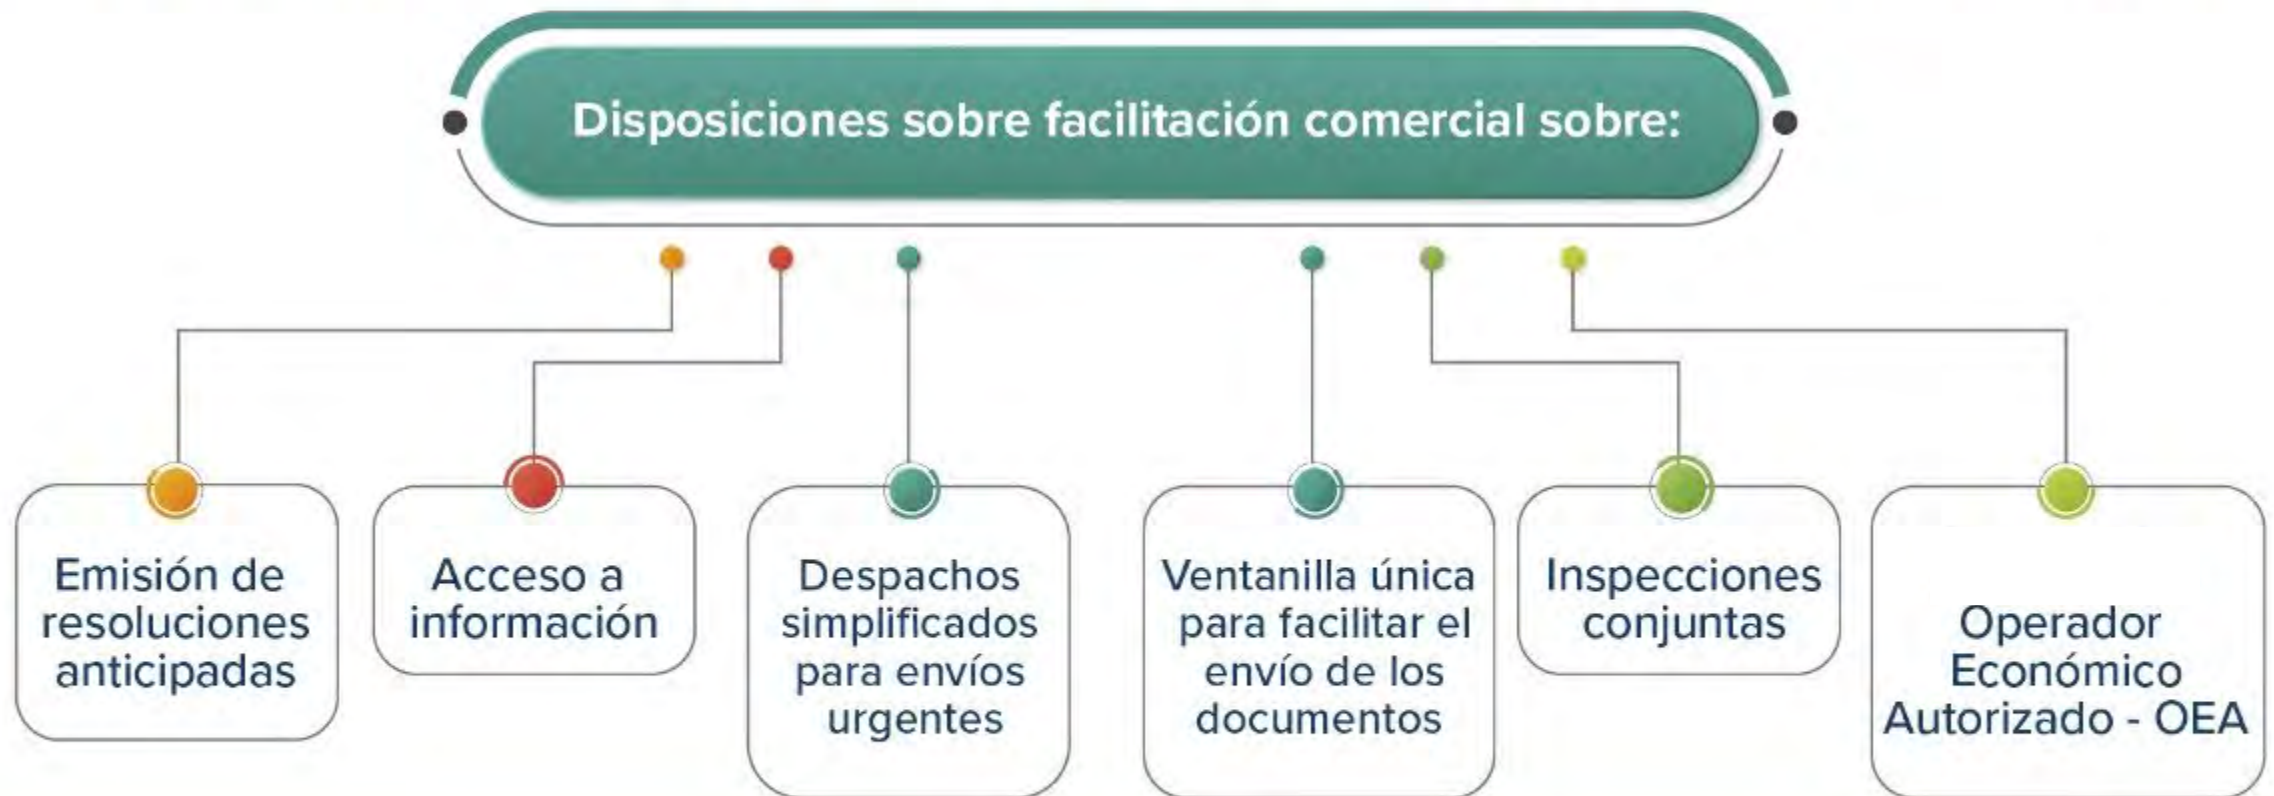 Disposiciones sobre facilitación comercial sobre:
Emisión de
resoluciones
anticipadas
Acceso a
información
Despachos
simplificados
para envíos
urgentes
Ventanilla única
para facilitar el
envío de los
documentos
Inspecciones
conjuntas
Operador
Económico
Autorizado - OEA